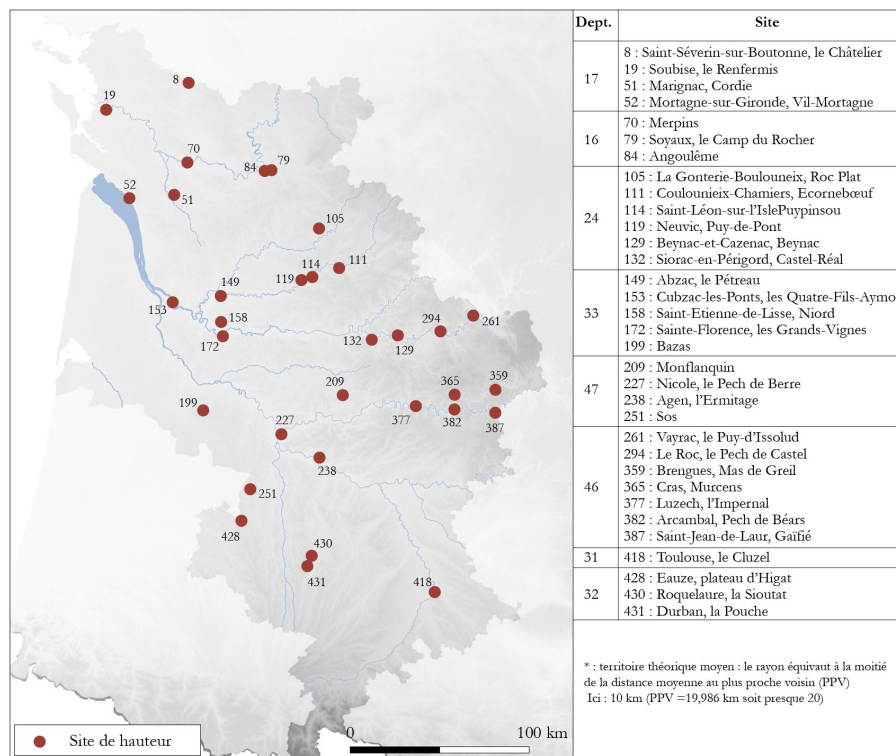 8
19
70
84
79
52
51
105
114
111
119
149
153
158
172
294
261
132
129
209
365
359
199
377
382
387
227
238
251
428
430
431
418
Site de hauteur
0
100 km
Dept.
Site
17
8 : Saint-Séverin-sur-Boutonne, le Châtelier
19 : Soubise, le Renfermis
51 : Marignac, Cordie
52 : Mortagne-sur-Gironde, Vil-Mortagne
16
70 : Merpins
79 : Soyaux, le Camp du Rocher
84 : Angoulême
24
105 : La Gonterie-Boulouneix, Roc Plat
111 : Coulounieix-Chamiers, Ecornebœuf
114 : Saint-Léon-sur-l'IslePuypinsou
119 : Neuvic, Puy-de-Pont
129 : Beynac-et-Cazenac, Beynac
132 : Siorac-en-Périgord, Castel-Réal
33
149 : Abzac, le Pétreau
153 : Cubzac-les-Ponts, les Quatre-Fils-Aymo
158 : Saint-Etienne-de-Lisse, Niord
172 : Sainte-Florence, les Grands-Vignes
199 : Bazas
47
209 : Monflanquin
227 : Nicole, le Pech de Berre
238 : Agen, l'Ermitage
251 : Sos
46
261 : Vayrac, le Puy-d'Issolud
294 : Le Roc, le Pech de Castel
359 : Brengues, Mas de Greil
365 : Cras, Murcens
377 : Luzech, l'Impernal
382 : Arcambal, Pech de Béars
387 : Saint-Jean-de-Laur, Gaïfié
31
418 : Toulouse, le Cluzel
32
428 : Eauze, plateau d'Higat
430 : Roquelaure, la Sioutat
431 : Durban, la Pouche
* : territoire théorique moyen : le rayon équivaut à la moitié
de la distance moyenne au plus proche voisin (PPV)
Ici : 10 km (PPV =19,986 km soit presque 20)